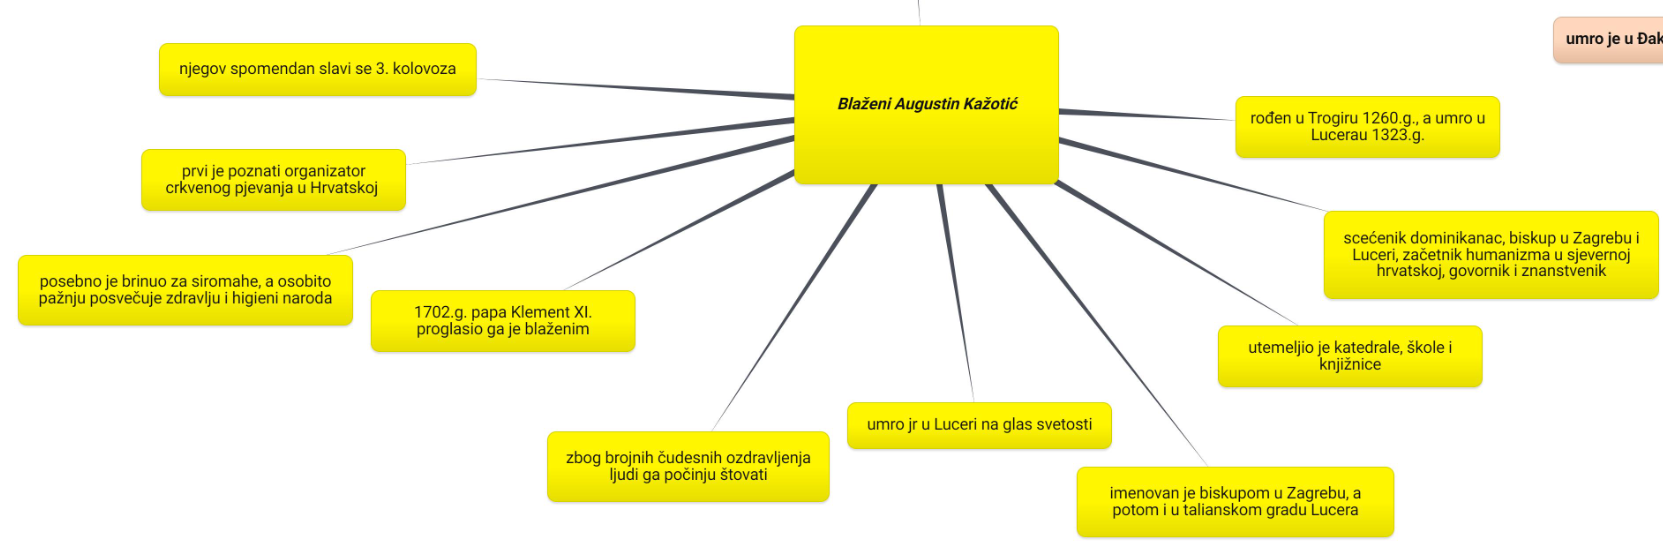 njegov spomendan slavi se 3. kolovoza
Blaženi Augustin Kažotić
umro je u Đak
rođen u Trogiru 1260.g., a umro u
Lucerau 1323.g.
prvi je poznati organizator
crkvenog pjevanja u Hrvatskoj
scećenik dominikanac, biskup u Zagrebu i
Luceri, začetnik humanizma u sjevernoj
hrvatskoj, govornik i znanstvenik
posebno je brinuo za siromahe, a osobito
pažnju posvečuje zdravlju i higieni naroda
1702.g. papa Klement XI.
proglasio ga je blaženim
utemeljio je katedrale, škole i
knjižnice
umro jr u Luceri na glas svetosti
zbog brojnih čudesnih ozdravljenja
ljudi ga počinju štovati
imenovan je biskupom u Zagrebu, a
potom i u talianskom gradu Lucera